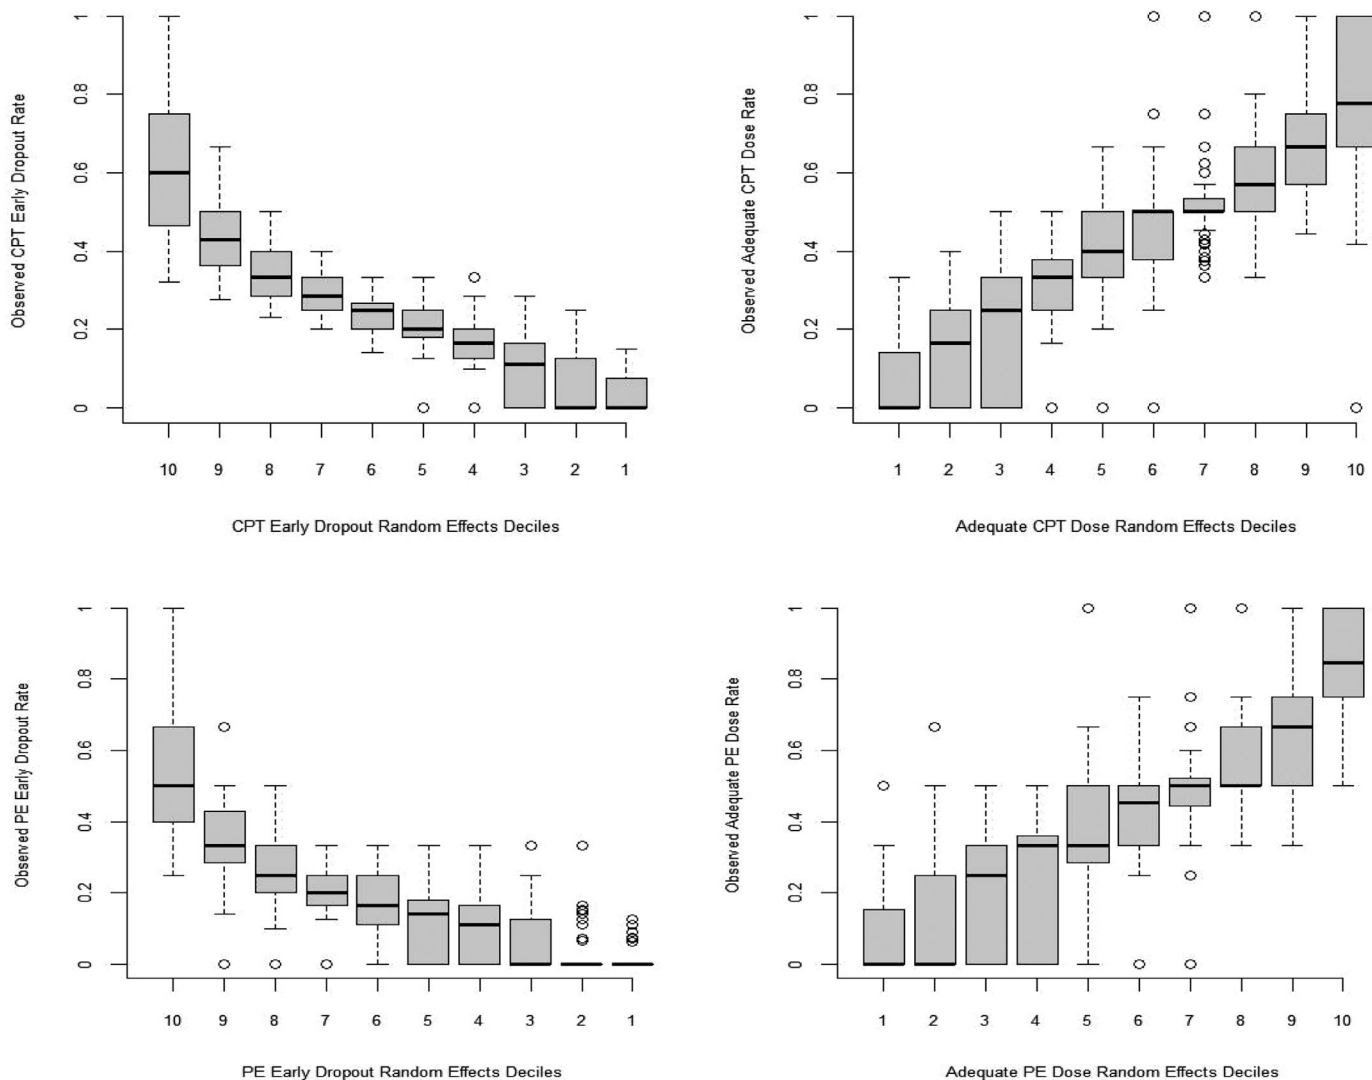 Observed CPT Early Dropout Rate
1
0.8
0.6
0.4
0.2
0
10 9 8 7 6 5 4 3 2 1
CPT Early Dropout Random Effects Deciles
Observed Adequate CPT Dose Rate
1
0.8
0.6
0.4
0.2
0
1 2 3 4 5 6 7 8 9 10
Adequate CPT Dose Random Effects Deciles
Observed PE Early Dropout Rate
1
0.8
0.6
0.4
0.2
0
10 9 8 7 6 5 4 3 2 1
PE Early Dropout Random Effects Deciles
Observed Adequate PE Dose Rate
1
0.8
0.6
0.4
0.2
0
1 2 3 4 5 6 7 8 9 10
Adequate PE Dose Random Effects Deciles